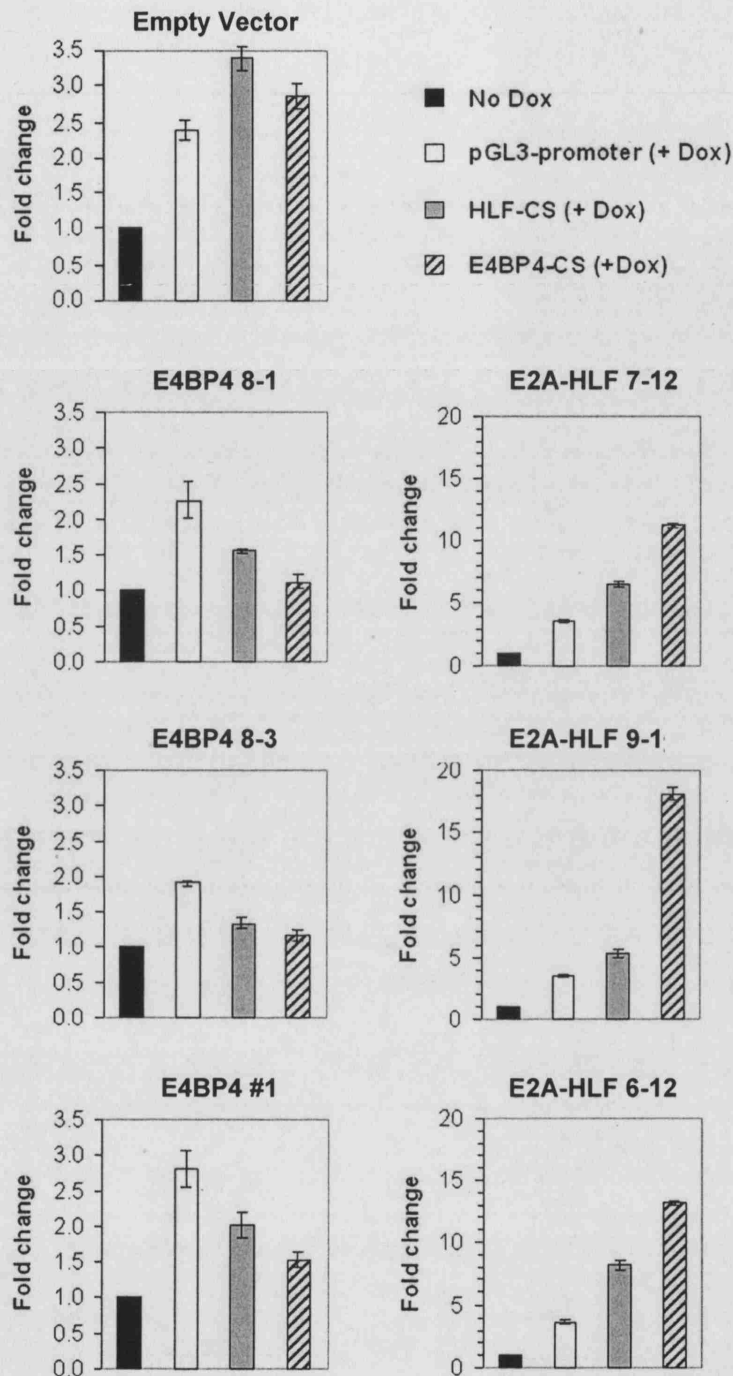 Empty Vector
Fold change
3.5
3.0
2.5
2.0
1.5
1.0
0.5
0.0
No Dox
pGL3-promoter (+ Dox)
HLF-CS (+ Dox)
E4BP4-CS (+Dox)
E4BP4 8-1
Fold change
3.5
3.0
2.5
2.0
1.5
1.0
0.5
0.0
E2A-HLF 7-12
Fold change
20
15
10
5
0
E4BP4 8-3
Fold change
3.5
3.0
2.5
2.0
1.5
1.0
0.5
0.0
E2A-HLF 9-1
Fold change
20
15
10
5
0
E4BP4 #1
Fold change
3.5
3.0
2.5
2.0
1.5
1.0
0.5
0.0
E2A-HLF 6-12
Fold change
20
15
10
5
0